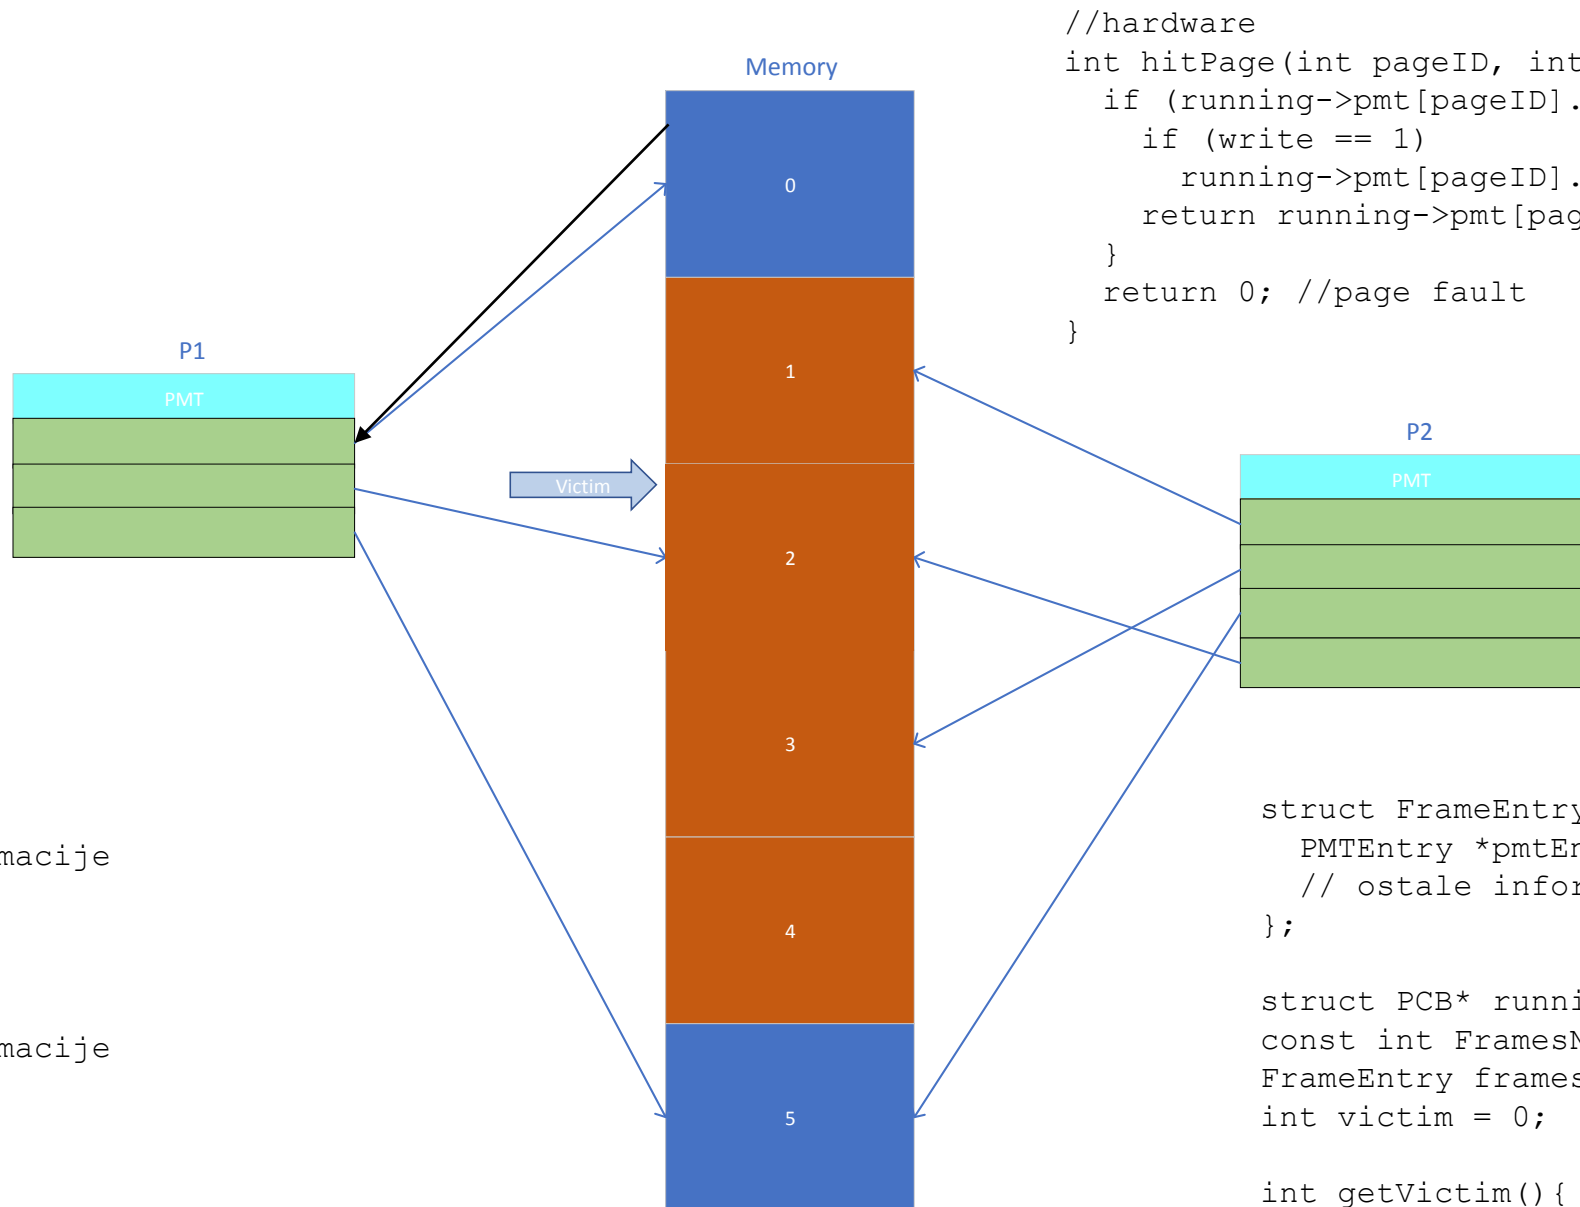 //hardware
int hitPage(int pageID, int
if (running->pmt[pageID].
if (write == 1)
running->pmt[pageID].
return running->pmt[pag
}
return 0; //page fault
}
Memory
0
1
2
3
4
5
P1
PMT
Victim
P2
PMT
macije
macije
struct FrameEntry
PMTEntry *pmtEn
// ostale infor
};
struct PCB* runni
const int FramesN
FrameEntry frames
int victim = 0;
int getVictim(){